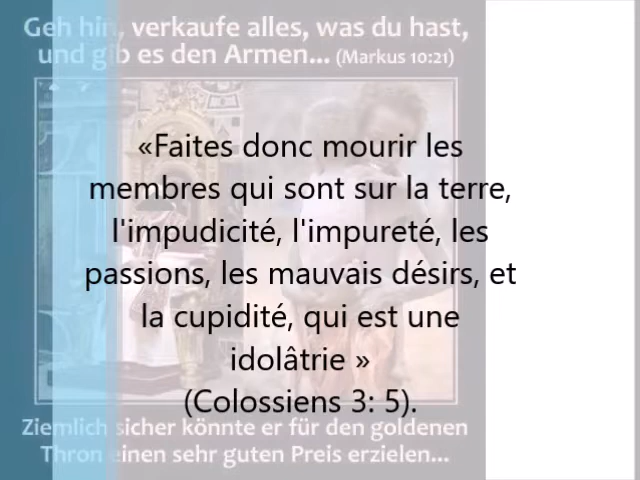 Geh hin, verkaufe alles, was du hast,
und gib es den Armen... (Markus 10:21)
«Faites donc mourir les
membres qui sont sur la terre,
l'impudicité, l'impureté, les
passions, les mauvais désirs, et
la cupidité, qui est une
idolâtrie »
(Colossiens 3: 5).
Ziemlich sicher könnte er für den goldenen
Thron einen sehr guten Preis erzielen...